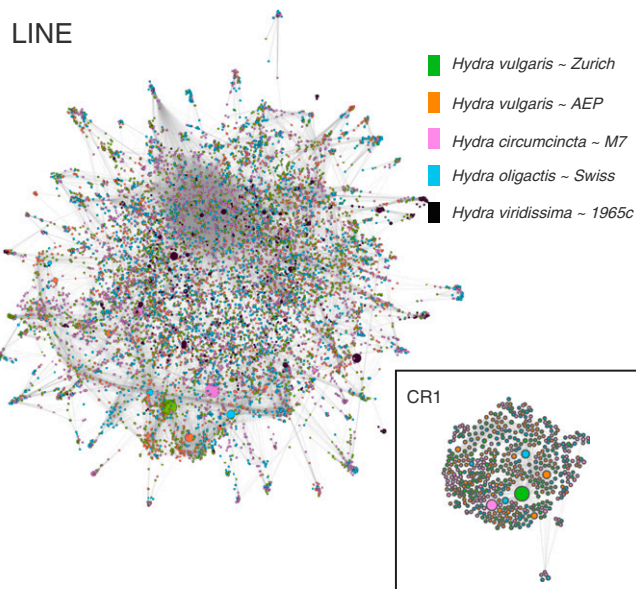 LINE
Hydra vulgaris ~ Zurich
Hydra vulgaris ~ AEP
Hydra circumcincta ~ M7
Hydra oligactis ~ Swiss
Hydra viridissima ~ 1965c
CR1